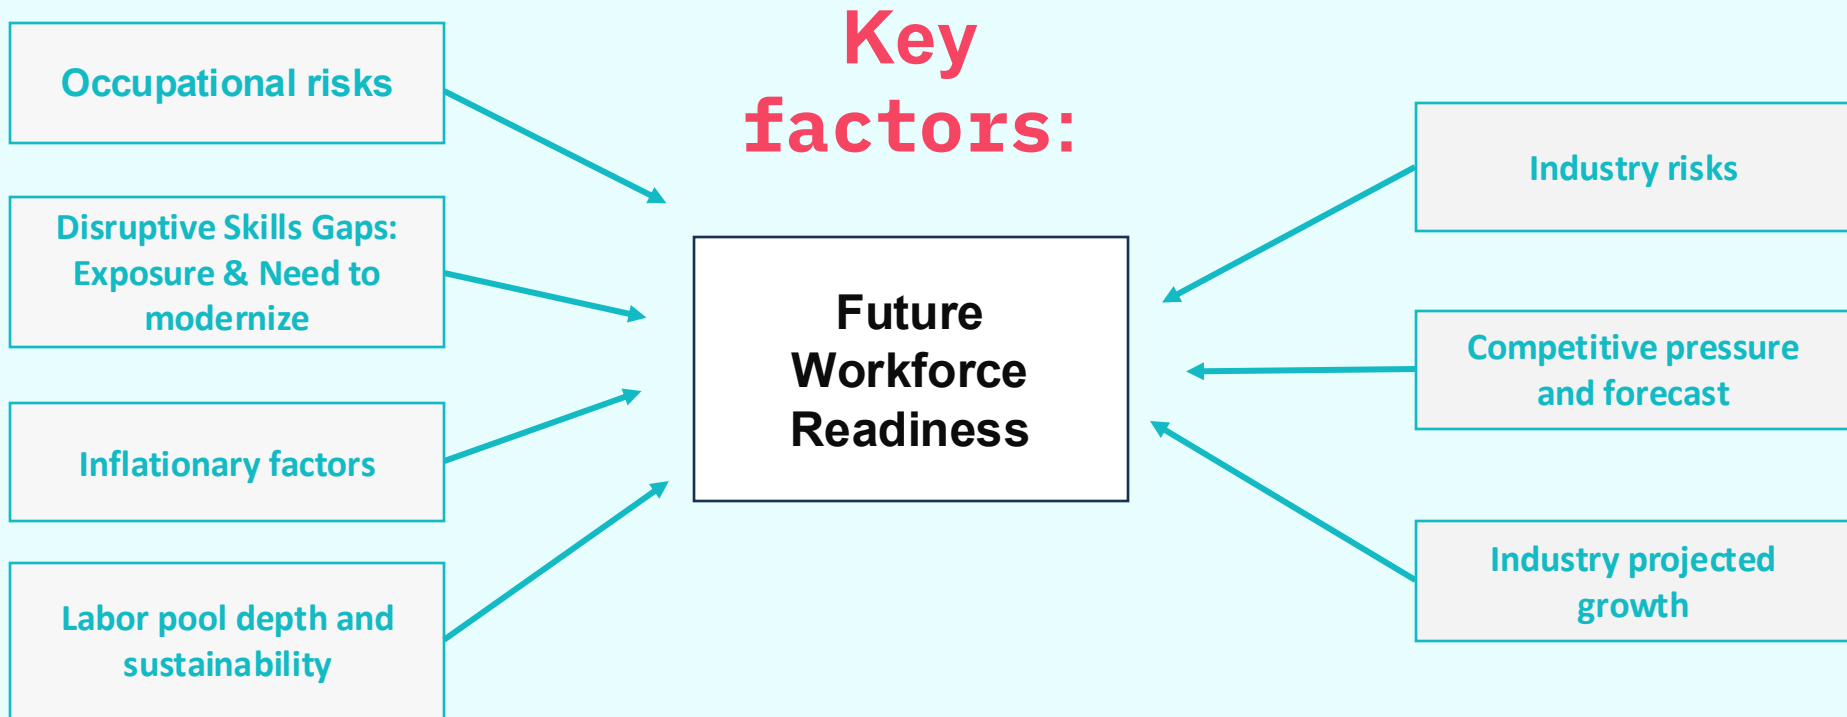 Key
factors:
Occupational risks
Disruptive Skills Gaps:
Exposure & Need to
modernize
Inflationary factors
Labor pool depth and
sustainability
Future
Workforce
Readiness
Industry risks
Competitive pressure
and forecast
Industry projected
growth